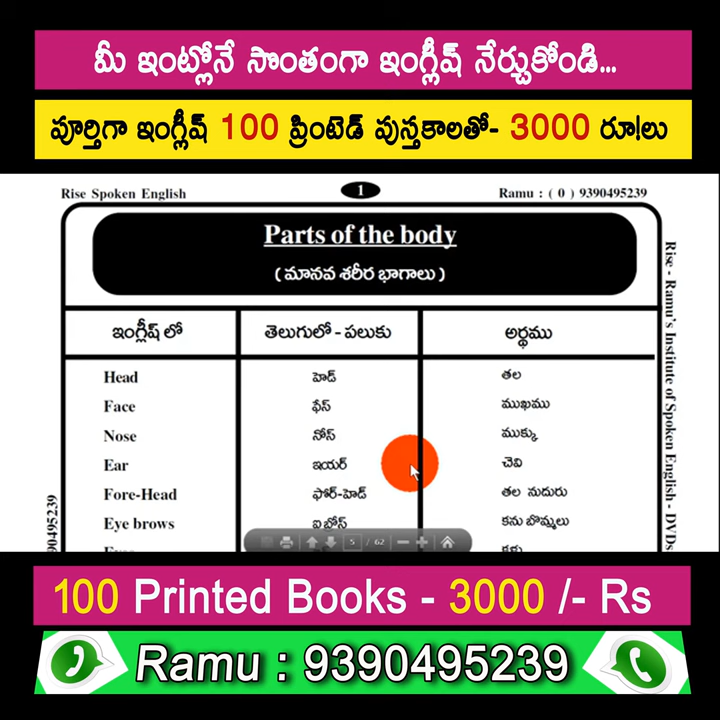 మీ ఇంట్లోనే సొంతంగా ఇంగ్లీష్ నేర్చుకోండి...
పూర్తిగా ఇంగ్లీష్ 100 ప్రింటెడ్ పుస్తకాలతో- 3000 రూ!లు
Rise Spoken English 1 Ramu : ( 0 ) 9390495239
Parts of the body
( మానవ శరీర భాగాలు )
ఇంగ్లీష్ లో తెలుగులో - పలుకు అర్థము
Head హెడ్ తల
Face ఫేస్ ముఖము
Nose నోస్ ముక్కు
Ear ఇయర్ చెవి
Fore-Head ఫోర్-హెడ్ తల నుదురు
Eye brows ఐ బ్రోస్ కను బొమ్మలు
5 / 62
Rise - Ramu's Institute of Spoken English - DVDs
90495239
100 Printed Books - 3000 /- Rs
Ramu : 9390495239